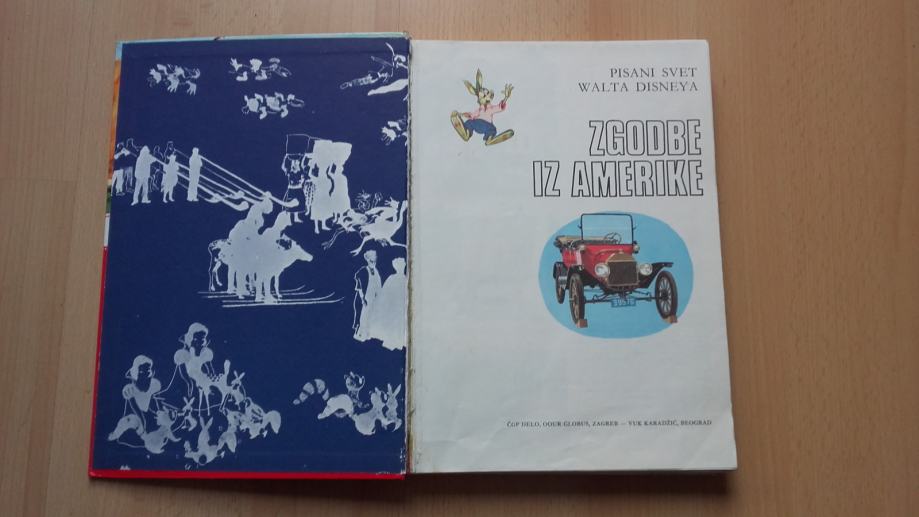 PISANI SVET
WALTA DISNEYA
ZGODBE
IZ AMERIKE
ČGP DELO, OOUR GLOBUS, ZAGREB — VUK KARADŽIĆ, BEOGRAD